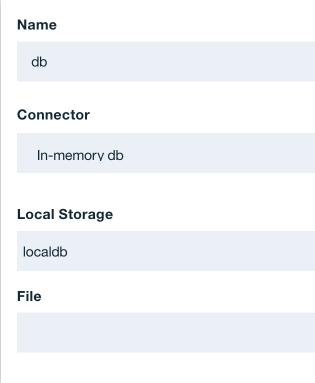 Name
db
Connector
In-memory db
Local Storage
localdb
File